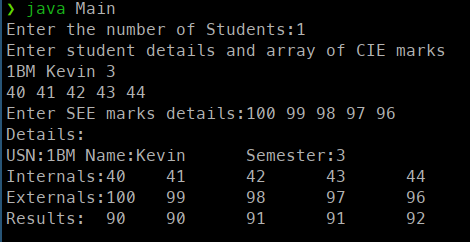 ❯ java Main
Enter the number of Students:1
Enter student details and array of CIE marks
1BM Kevin 3
40 41 42 43 44
Enter SEE marks details:100 99 98 97 96
Details:
USN:1BM Name:Kevin      Semester:3
Internals:40    41      42      43      44
Externals:100   99      98      97      96
Results:  90    90      91      91      92